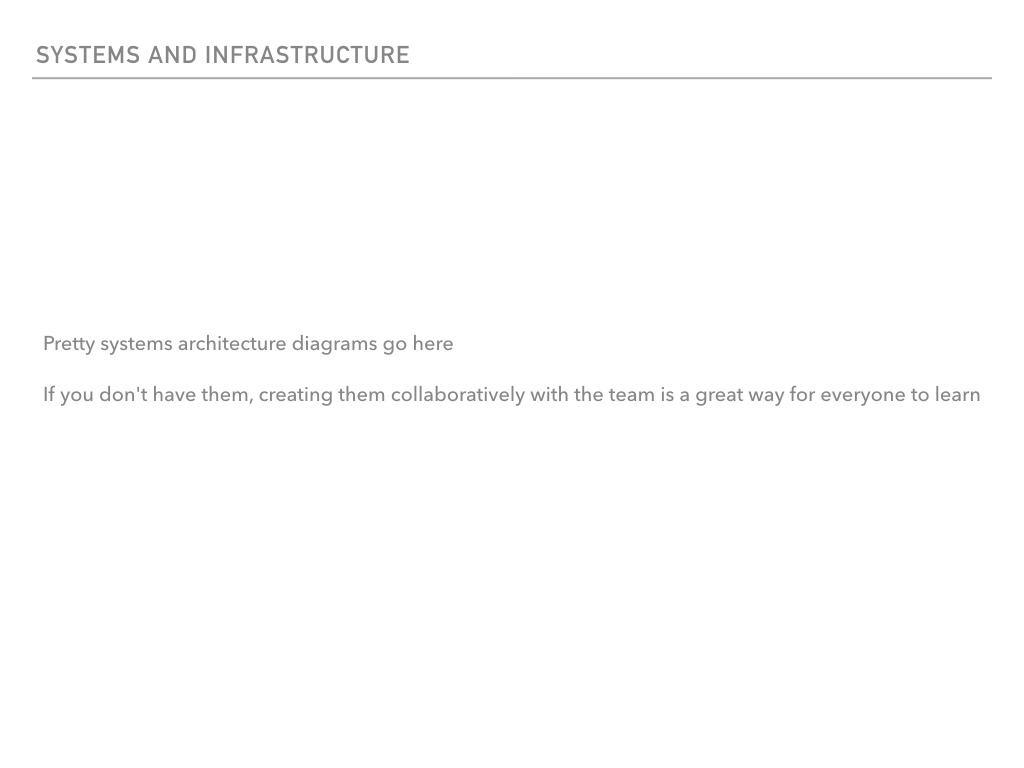 SYSTEMS AND INFRASTRUCTURE
Pretty systems architecture diagrams go here
If you don't have them, creating them collaboratively with the team is a great way for everyone to learn